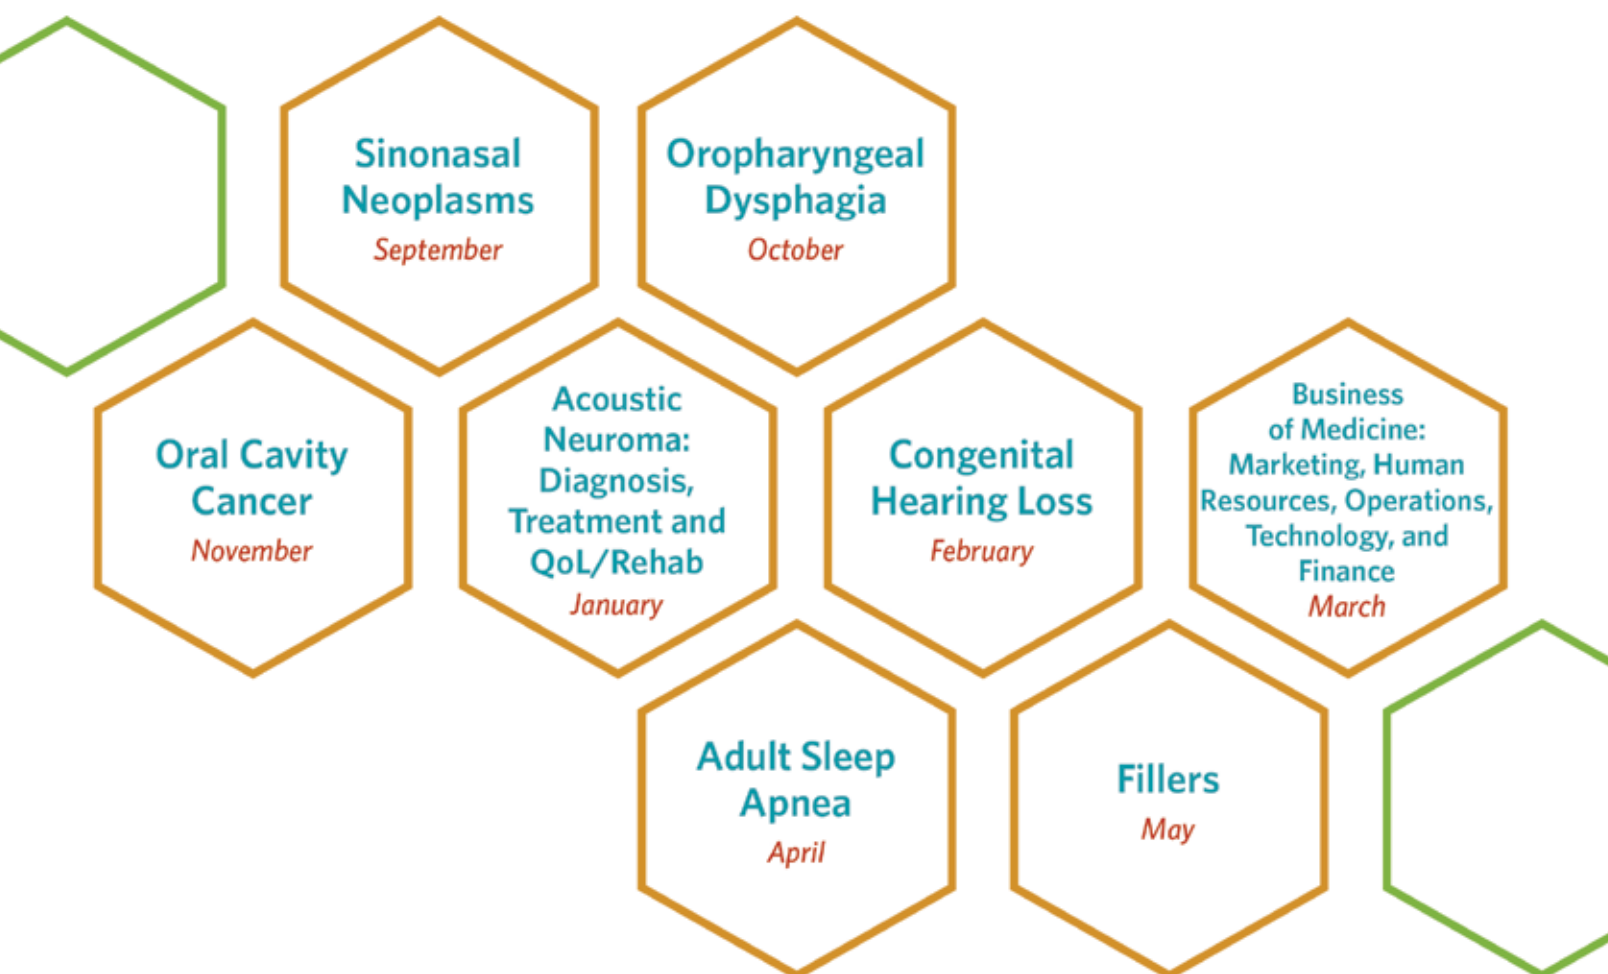 Sinonasal
Neoplasms
September
Oropharyngeal
Dysphagia
October
Oral Cavity
Cancer
November
Acoustic
Neuroma:
Diagnosis,
Treatment and
QoL/Rehab
January
Congenital
Hearing Loss
February
Business
of Medicine:
Marketing, Human
Resources, Operations,
Technology, and
Finance
March
Adult Sleep
Apnea
April
Fillers
May